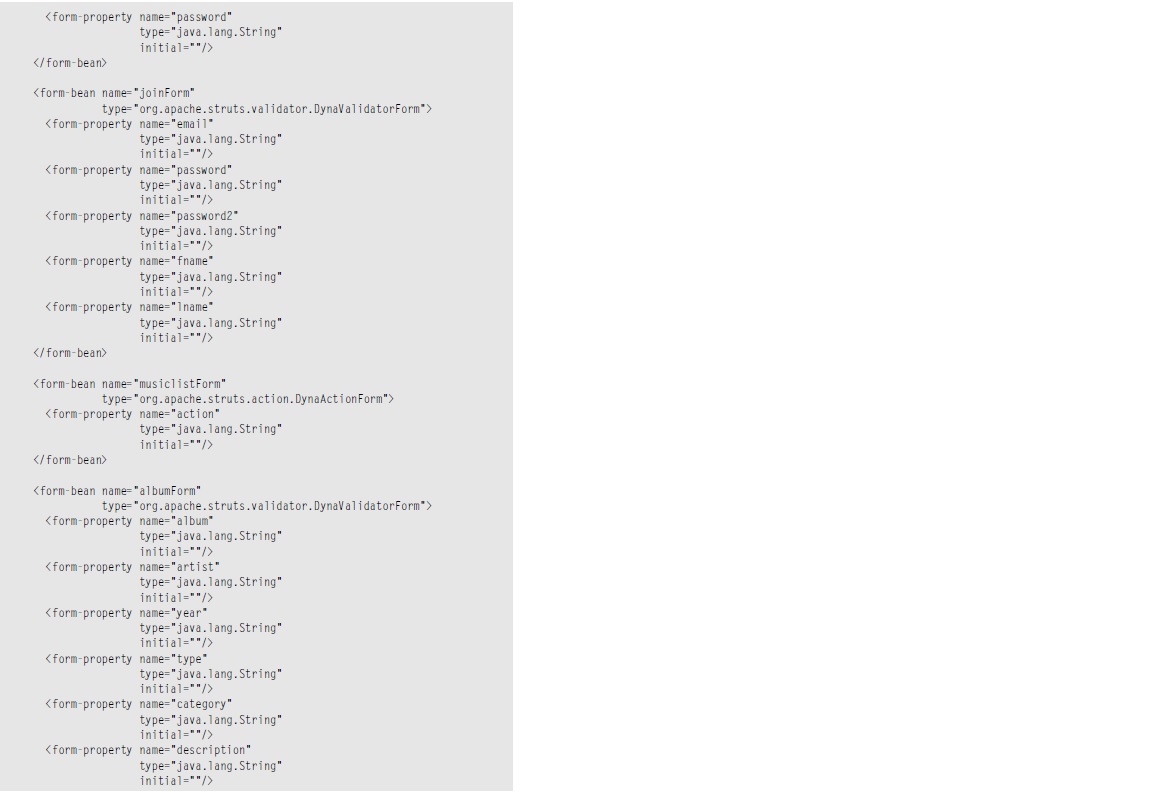 <form-property name="password"
type="java.lang.String"
initial=""/>
</form-bean>
<form-bean name="joinForm"
type="org.apache.struts.validator.DynaValidatorForm">
<form-property name="email"
type="java.lang.String"
initial=""/>
<form-property name="password"
type="java.lang.String"
initial=""/>
<form-property name="password2"
type="java.lang.String"
initial=""/>
<form-property name="fname"
type="java.lang.String"
initial=""/>
<form-property name="lname"
type="java.lang.String"
initial=""/>
</form-bean>
<form-bean name="musiclistForm"
type="org.apache.struts.action.DynaActionForm">
<form-property name="action"
type="java.lang.String"
initial=""/>
</form-bean>
<form-bean name="albumForm"
type="org.apache.struts.validator.DynaValidatorForm">
<form-property name="album"
type="java.lang.String"
initial=""/>
<form-property name="artist"
type="java.lang.String"
initial=""/>
<form-property name="year"
type="java.lang.String"
initial=""/>
<form-property name="type"
type="java.lang.String"
initial=""/>
<form-property name="category"
type="java.lang.String"
initial=""/>
<form-property name="description"
type="java.lang.String"
initial=""/>